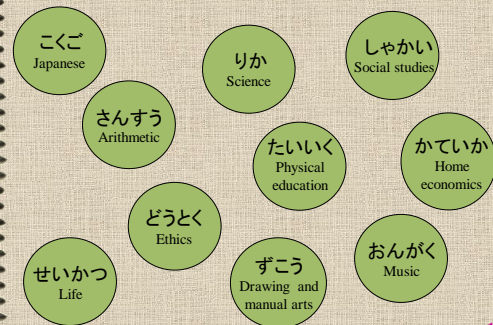 こくご
Japanese
りか
Science
しゃかい
Social studies
さんすう
Arithmetic
たいいく
Physical
education
かていか
Home
economics
どうとく
Ethics
おんがく
Music
せいかつ
Life
ずこう
Drawing and
manual arts